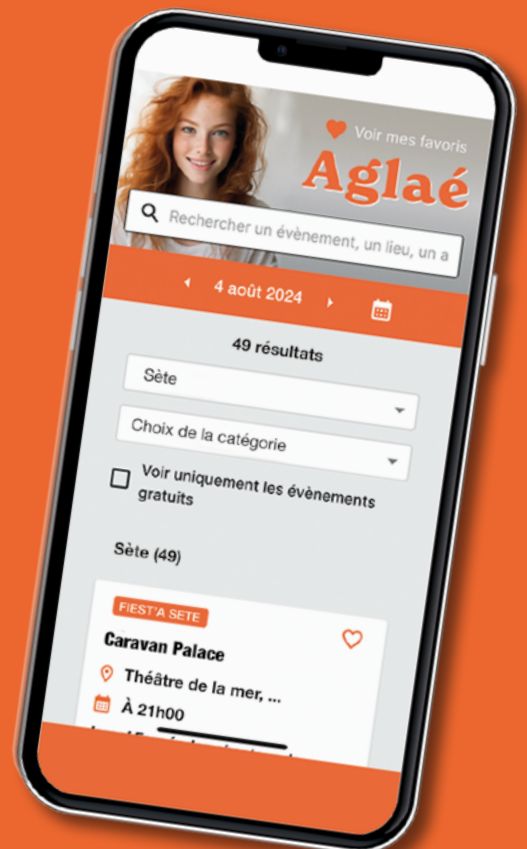 Voir mes favoris
Aglaé
Rechercher un évènement, un lieu, un a
4 août 2024
49 résultats
Sète
Choix de la catégorie
Voir uniquement les évènements
gratuits
Sète (49)
FIEST'A SETE
Caravan Palace
Théâtre de la mer, ...
À 21h00